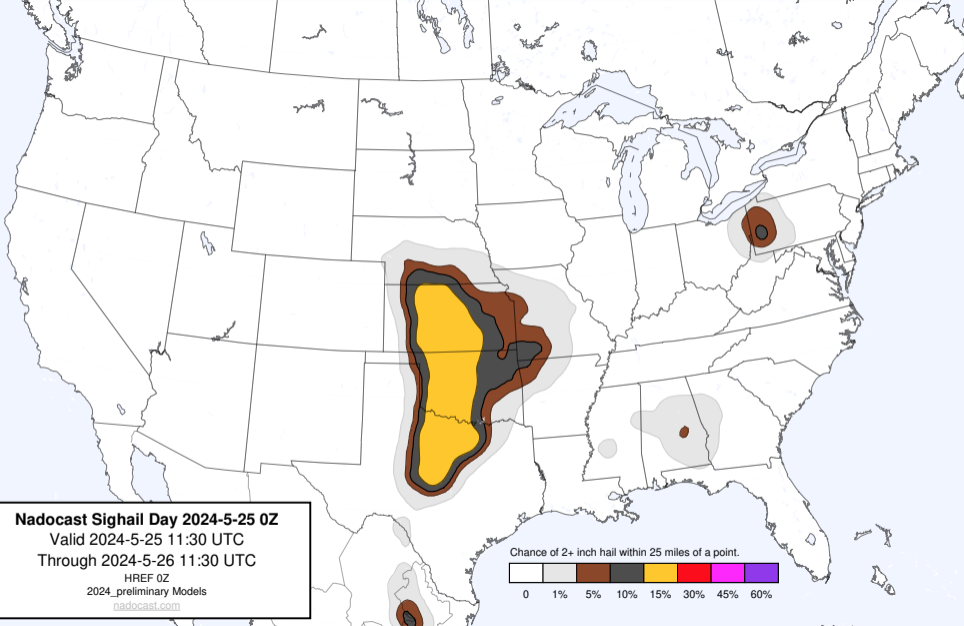 Nadocast Sighail Day 2024-5-25 0Z
Valid 2024-5-25 11:30 UTC
Through 2024-5-26 11:30 UTC
HREF 0Z
2024_preliminary Models
nadocast.com
Chance of 2+ inch hail within 25 miles of a point.
0 1% 5% 10% 15% 30% 45% 60%